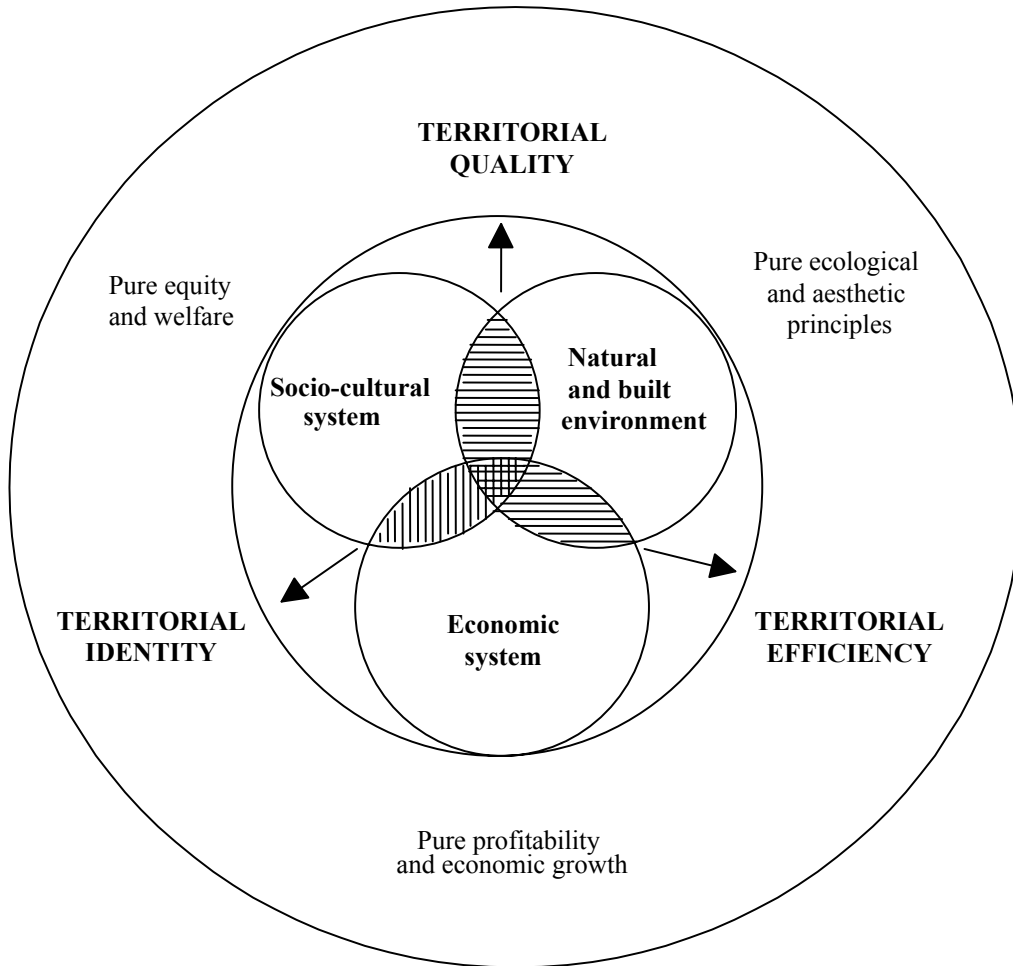 TERRITORIAL
QUALITY
Pure equity
and welfare
Pure ecological
and aesthetic
principles
Socio-cultural
system
Natural
and built
environment
TERRITORIAL
IDENTITY
Economic
system
TERRITORIAL
EFFICIENCY
Pure profitability
and economic growth